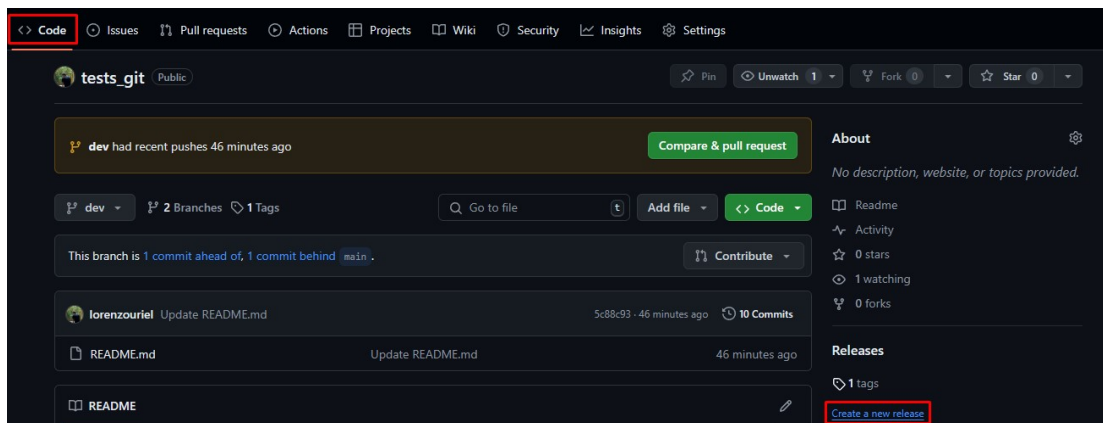 <> Code Issues Pull requests Actions Projects Wiki Security Insights Settings
tests_git Public Pin Unwatch 1 Fork 0 Star 0
dev had recent pushes 46 minutes ago Compare & pull request
About
No description, website, or topics provided.
dev 2 Branches 1 Tags Go to file t Add file <> Code
Readme
Activity
This branch is 1 commit ahead of, 1 commit behind main. Contribute
0 stars
1 watching
0 forks
lorenzouriel Update README.md 5c88c93 · 46 minutes ago 10 Commits
README.md Update README.md 46 minutes ago
Releases
1 tags
README
Create a new release